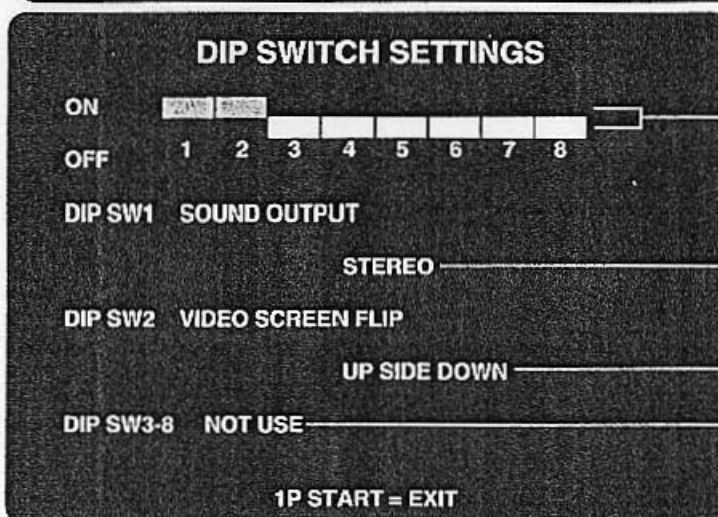 DIP SWITCH SETTINGS
ON
1 2 3 4 5 6 7 8
OFF
DIP SW1 SOUND OUTPUT
STEREO
DIP SW2 VIDEO SCREEN FLIP
UP SIDE DOWN
DIP SW3-8 NOT USE
1P START = EXIT